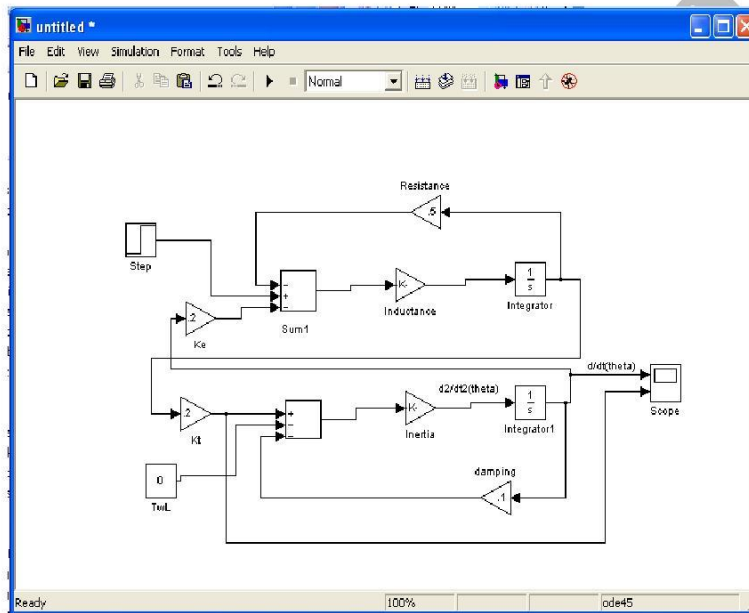 untitled *
File Edit View Simulation Format Tools Help
Normal
Resistance
.5
Step
1
s
K-
Inductance
Integrator
Sum1
.2
Ke
d/dt(theta)
d2/dt2(theta)
1
s
Scope
.2
Kt
K-
Inertia
Integrator1
damping
0
.1
TwL
Ready
100%
ode45